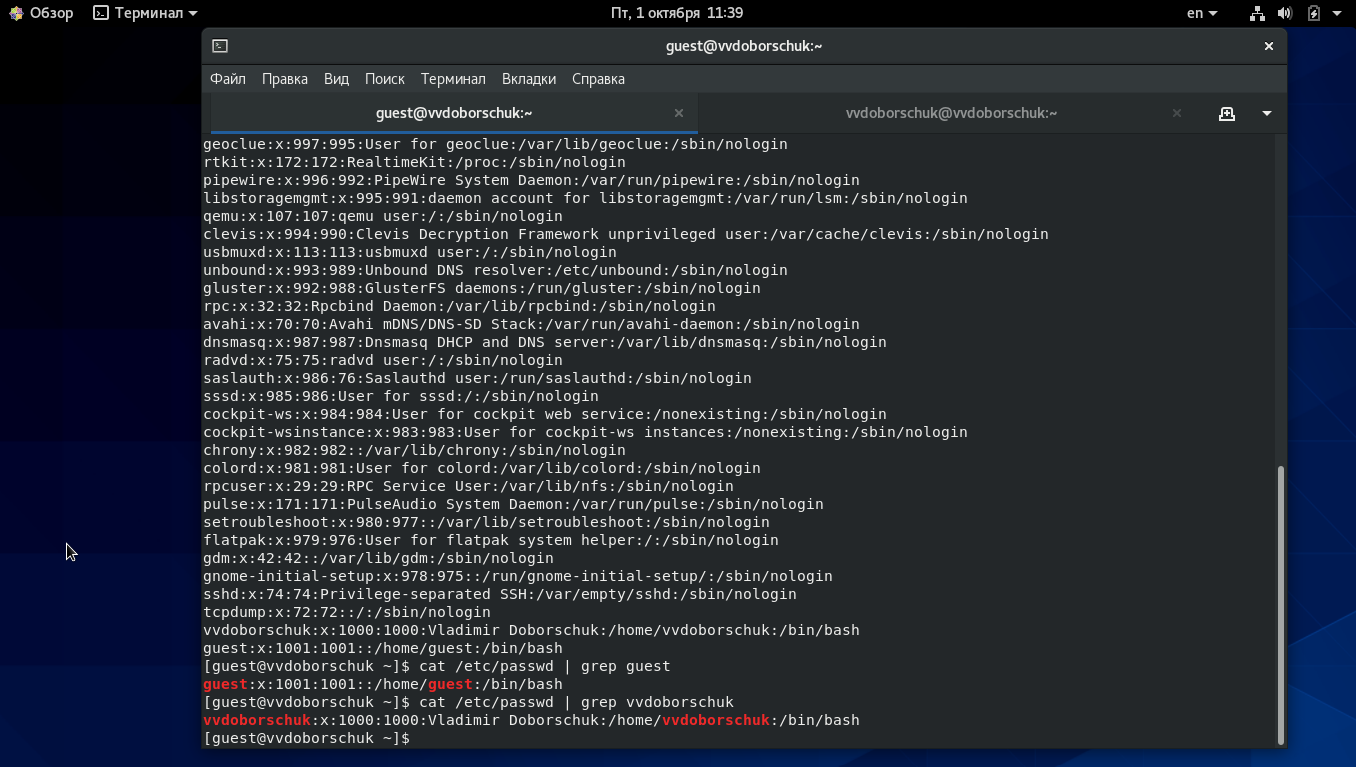 Обзор Терминал Пт, 1 октября 11:39 en
guest@vvdoborschuk:~
Файл Правка Вид Поиск Терминал Вкладки Справка
guest@vvdoborschuk:~ vvdoborschuk@vvdoborschuk:~
geoclue:x:997:995:User for geoclue:/var/lib/geoclue:/sbin/nologin
rtkit:x:172:172:RealtimeKit:/proc:/sbin/nologin
pipewire:x:996:992:PipeWire System Daemon:/var/run/pipewire:/sbin/nologin
libstoragemgmt:x:995:991:daemon account for libstoragemgmt:/var/run/lsm:/sbin/nologin
qemu:x:107:107:qemu user:/:/sbin/nologin
clevis:x:994:990:Clevis Decryption Framework unprivileged user:/var/cache/clevis:/sbin/nologin
usbmuxd:x:113:113:usbmuxd user:/:/sbin/nologin
unbound:x:993:989:Unbound DNS resolver:/etc/unbound:/sbin/nologin
gluster:x:992:988:GlusterFS daemons:/run/gluster:/sbin/nologin
rpc:x:32:32:Rpcbind Daemon:/var/lib/rpcbind:/sbin/nologin
avahi:x:70:70:Avahi mDNS/DNS-SD Stack:/var/run/avahi-daemon:/sbin/nologin
dnsmasq:x:987:987:Dnsmasq DHCP and DNS server:/var/lib/dnsmasq:/sbin/nologin
radvd:x:75:75:radvd user:/:/sbin/nologin
saslauth:x:986:76:Saslauthd user:/run/saslauthd:/sbin/nologin
sssd:x:985:986:User for sssd:/:/sbin/nologin
cockpit-ws:x:984:984:User for cockpit web service:/nonexisting:/sbin/nologin
cockpit-wsinstance:x:983:983:User for cockpit-ws instances:/nonexisting:/sbin/nologin
chrony:x:982:982::/var/lib/chrony:/sbin/nologin
colord:x:981:981:User for colord:/var/lib/colord:/sbin/nologin
rpcuser:x:29:29:RPC Service User:/var/lib/nfs:/sbin/nologin
pulse:x:171:171:PulseAudio System Daemon:/var/run/pulse:/sbin/nologin
setroubleshoot:x:980:977::/var/lib/setroubleshoot:/sbin/nologin
flatpak:x:979:976:User for flatpak system helper:/:/sbin/nologin
gdm:x:42:42::/var/lib/gdm:/sbin/nologin
gnome-initial-setup:x:978:975::/run/gnome-initial-setup/:/sbin/nologin
sshd:x:74:74:Privilege-separated SSH:/var/empty/sshd:/sbin/nologin
tcpdump:x:72:72::/:/sbin/nologin
vvdoborschuk:x:1000:1000:Vladimir Doborschuk:/home/vvdoborschuk:/bin/bash
guest:x:1001:1001::/home/guest:/bin/bash
[guest@vvdoborschuk ~]$ cat /etc/passwd | grep guest
guest:x:1001:1001::/home/guest:/bin/bash
[guest@vvdoborschuk ~]$ cat /etc/passwd | grep vvdoborschuk
vvdoborschuk:x:1000:1000:Vladimir Doborschuk:/home/vvdoborschuk:/bin/bash
[guest@vvdoborschuk ~]$